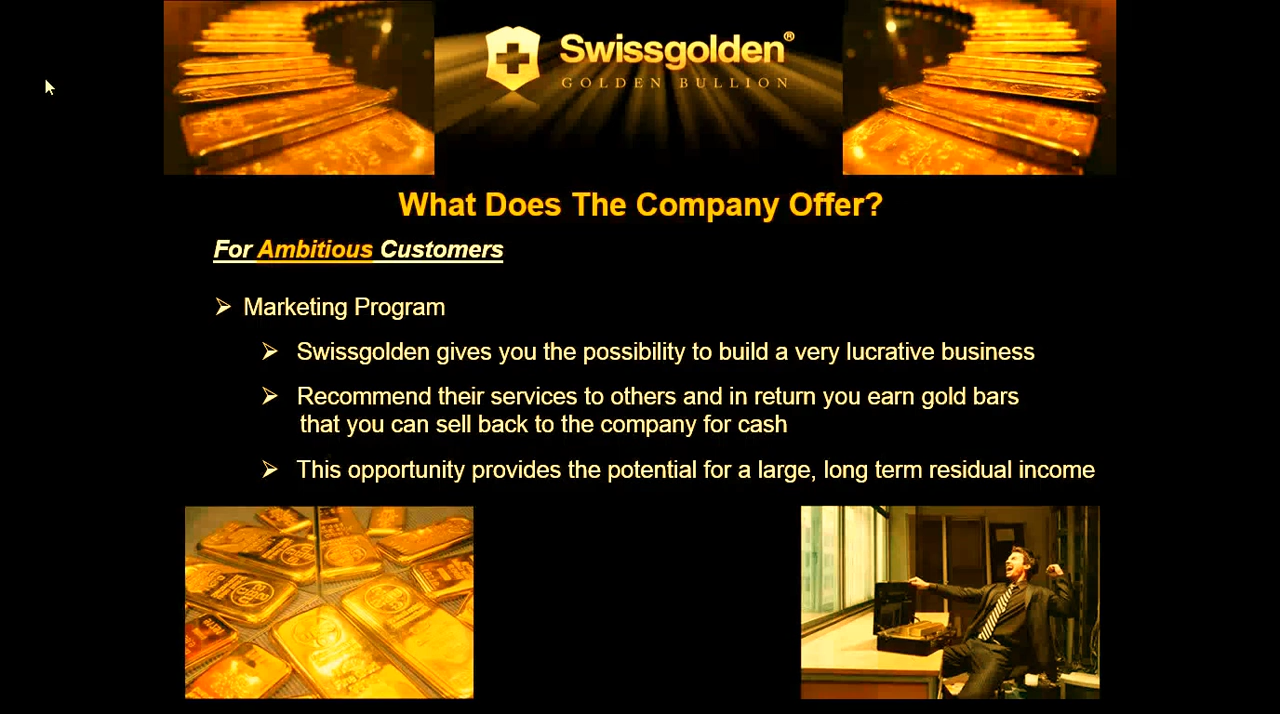 Swissgolden®
GOLDEN BULLION
What Does The Company Offer?
For Ambitious Customers
➢ Marketing Program
➢ Swissgolden gives you the possibility to build a very lucrative business
➢ Recommend their services to others and in return you earn gold bars
that you can sell back to the company for cash
➢ This opportunity provides the potential for a large, long term residual income